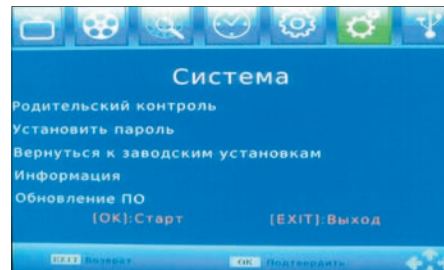 Система
Родительский контроль
Установить пароль
Вернуться к заводским установкам
Информация
Обновление ПО
[OK]:Старт [EXIT]:Выход
EXIT Возврат OK Подтвердить